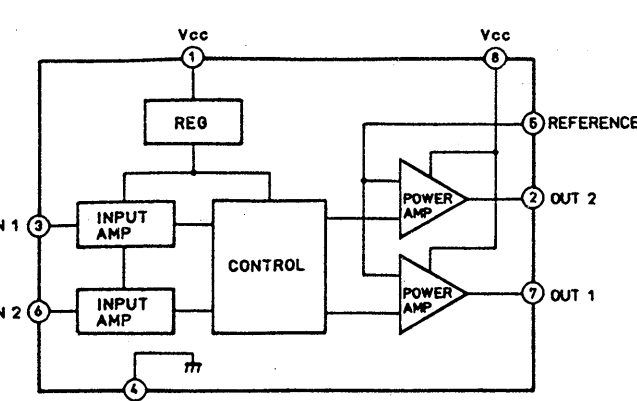 Vcc
Vcc
1
8
REG
5 REFERENCE
INPUT
AMP
N 1 3
POWER
AMP
2 OUT 2
CONTROL
INPUT
AMP
N 2 6
POWER
AMP
7 OUT 1
4